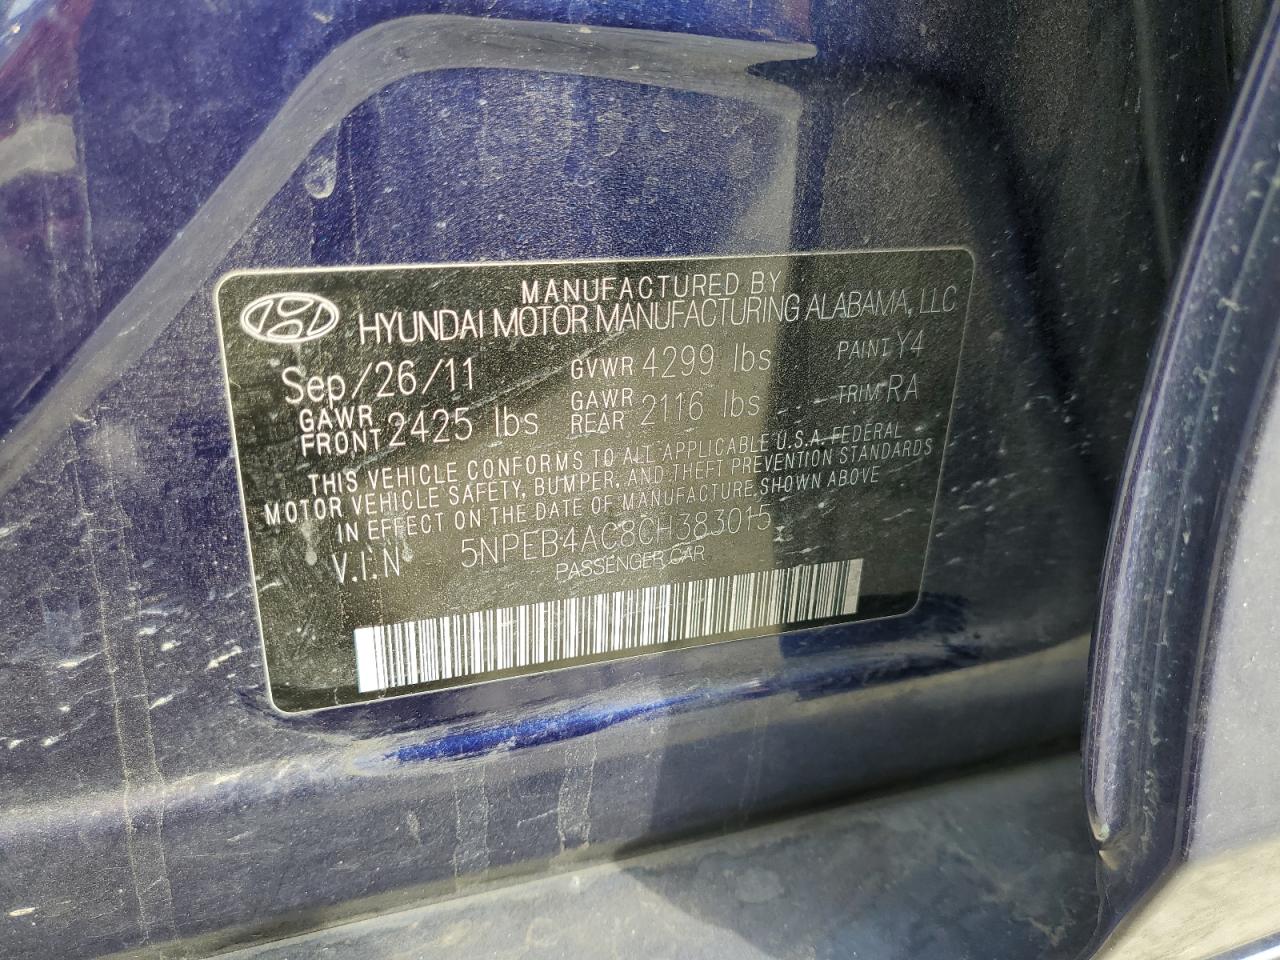 MANUFACTURED BY
HYUNDAI MOTOR MANUFACTURING ALABAMA, LLC
Sep/26/11 GVWR 4299 lbs PAINT Y4
GAWR FRONT 2425 lbs GAWR REAR 2116 lbs TRIM RA
THIS VEHICLE CONFORMS TO ALL APPLICABLE U.S.A. FEDERAL
MOTOR VEHICLE SAFETY, BUMPER, AND THEFT PREVENTION STANDARDS
IN EFFECT ON THE DATE OF MANUFACTURE SHOWN ABOVE
V.I.N 5NPEB4AC8CH383015
PASSENGER CAR